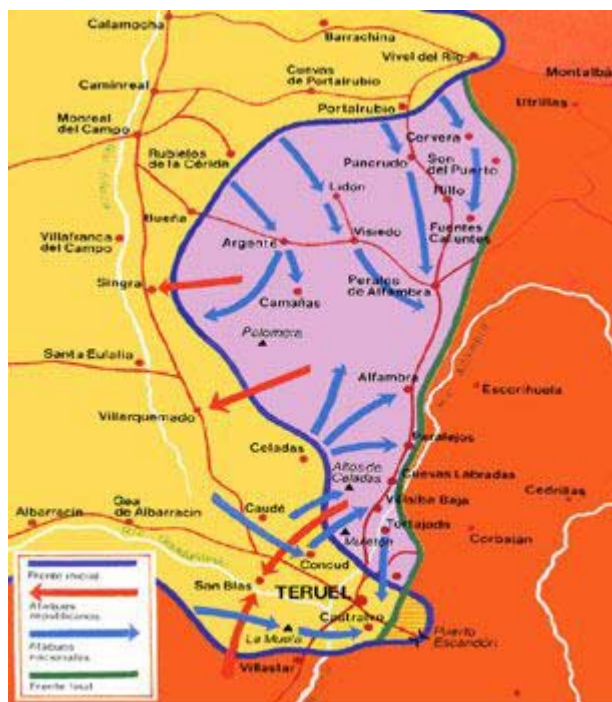 Calamocha
Barrachina
Vivel del Río
Caminreal
Cuevas
de Portalrubio
Montalbán
Utrillas
Portalrubio
Monreal
del Campo
Cervera
Rubielos
de la Cérida
Pancrudo
Son
del Puerto
Lidón
Rillo
Bueña
Villafranca
del Campo
Argente
Visiedo
Fuentes
Calientes
Singra
Camañas
Perales
de Alfambra
Palomera
Santa Eulalia
Alfambra
Escorihuela
Villarquemado
Peralejos
Celadas
Altos de
Celadas
Cuevas Labradas
Cedrillas
Albarracín
Gea
de Albarracín
Caudé
Villalba Baja
Tortajada
Corbalán
Muletón
Concud
San Blas
TERUEL
Castralvo
La Muela
Puerto
Escandón
Villastar
Frente inicial
Ataques
republicanos
Ataques
nacionales
Frente final